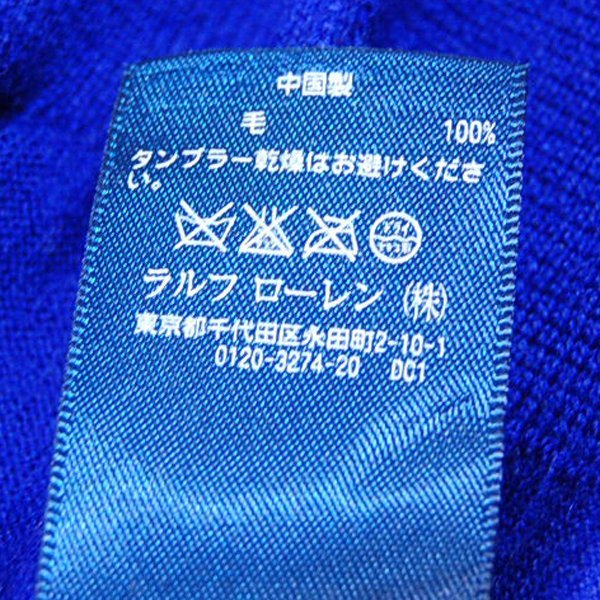 中国製
毛 100%
タンブラー乾燥はお避けくださ
い。
ラルフ ローレン (株)
東京都千代田区永田町2-10-1
0120-3274-20 DC1